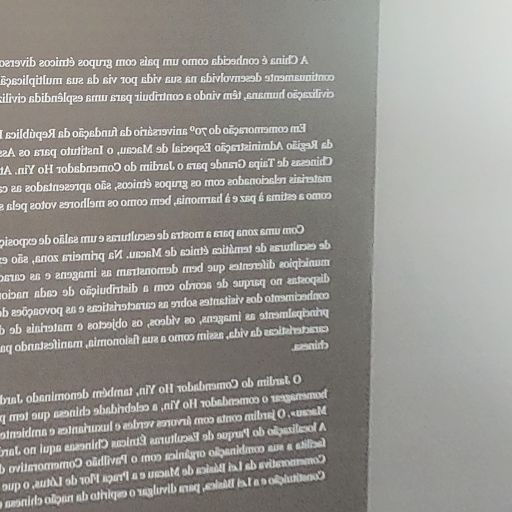 A China é conhecida como um país com grupos étnicos diversos
continuamente desenvolvida na sua vida por via da sua multiplicaçã
civilização humana, têm vindo a contribuir para uma esplêndida civili
Em comemoração do 70º aniversário da fundação da República
da Região Administração Especial de Macau, o Instituto para os Ass
Chinesas de Taipa Grande para o Jardim do Comendador Ho Yin. At
materiais relacionados com os grupos étnicos, são apresentados as ca
como a estima à paz e à harmonia, bem como os melhores votos pela s
Com uma zona para a mostra de esculturas e um salão de exposiç
de esculturas de temática étnica de Macau. Na primeira zona, são e
municípios diferentes que bem demonstram as imagens e as carac
dispostas no parque de acordo com a distribuição de cada nacion
conhecimento dos visitantes sobre as características e as povoações d
principalmente as imagens, os vídeos, os objectos e materiais de d
características da vida, assim como a sua fisionomia, manifestando pa
chinesa.
O Jardim do Comendador Ho Yin, também denominado Jard
homenagear o comendador Ho Yin, a celebridade chinesa que tem p
Macau». O jardim conta com árvores verdes e luxuriantes e ambiente
A localização do Parque de Esculturas Étnicas Chinesas aqui no Jar
facilita a sua combinação orgânica com o Pavilhão Comemorativo d
Comemorativa da Lei Básica de Macau e a Praça Flor de Lótus, o que
Constituição e a Lei Básica, para divulgar o espírito da nação chinesa